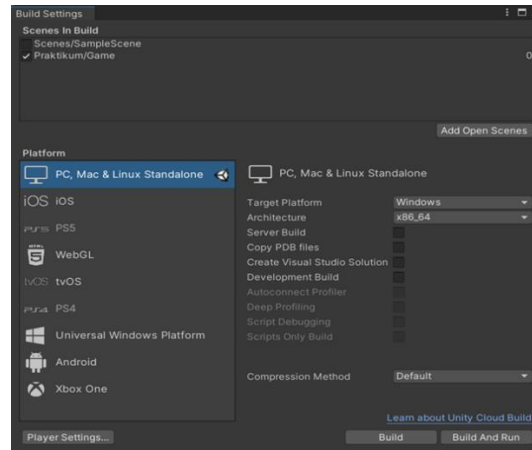 Build Settings
Scenes In Build
Scenes/SampleScene
Praktikum/Game 0
Add Open Scenes
Platform
PC, Mac & Linux Standalone
iOS iOS
PS5 PS5
WebGL
tvOS tvOS
PS4 PS4
Universal Windows Platform
Android
Xbox One
PC, Mac & Linux Standalone
Target Platform Windows
Architecture x86_64
Server Build
Copy PDB files
Create Visual Studio Solution
Development Build
Autoconnect Profiler
Deep Profiling
Script Debugging
Scripts Only Build
Compression Method Default
Learn about Unity Cloud Build
Player Settings... Build Build And Run